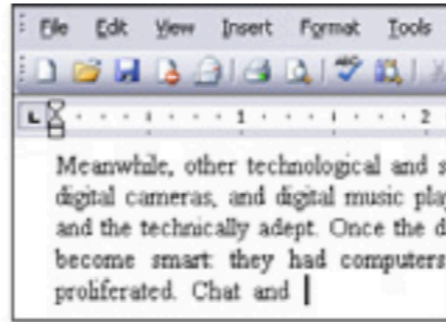 File Edit View Insert Format Tools
1 2
Meanwhile, other technological and s
digital cameras, and digital music play
and the technically adept. Once the d
become smart: they had computers
proliferated. Chat and